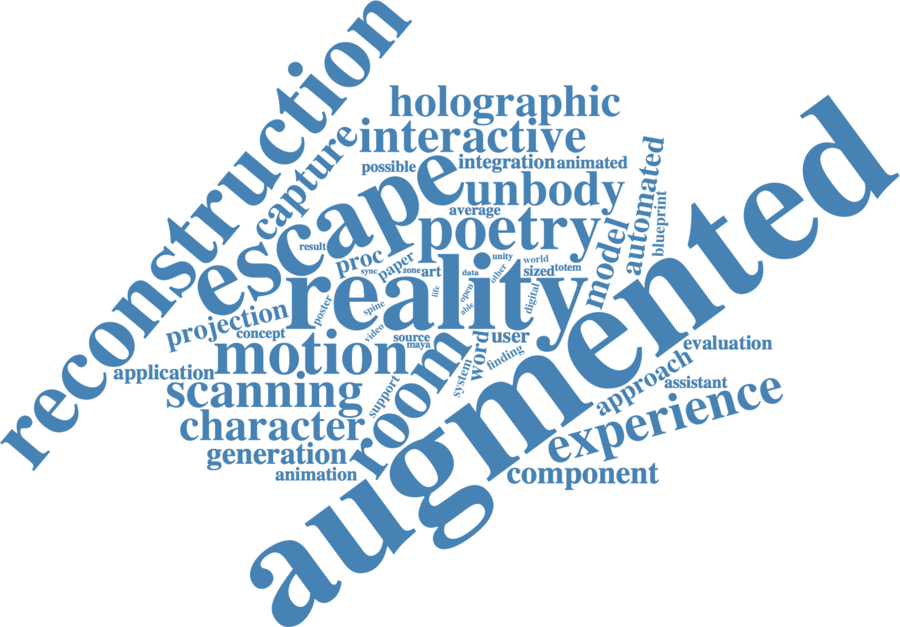 reconstruction
holographic
capture
interactive
augmented
escape
possible
integration
animated
unbody
average
poetry
automated
blueprint
model
result
proc
sync
paper
zone
art
data
unity
other
world
sized
totem
reality
life
open
able
digital
poster
spine
video
projection
concept
motion
source
maya
room
word
user
finding
system
support
application
scanning
character
generation
animation
evaluation
approach
assistant
experience
component